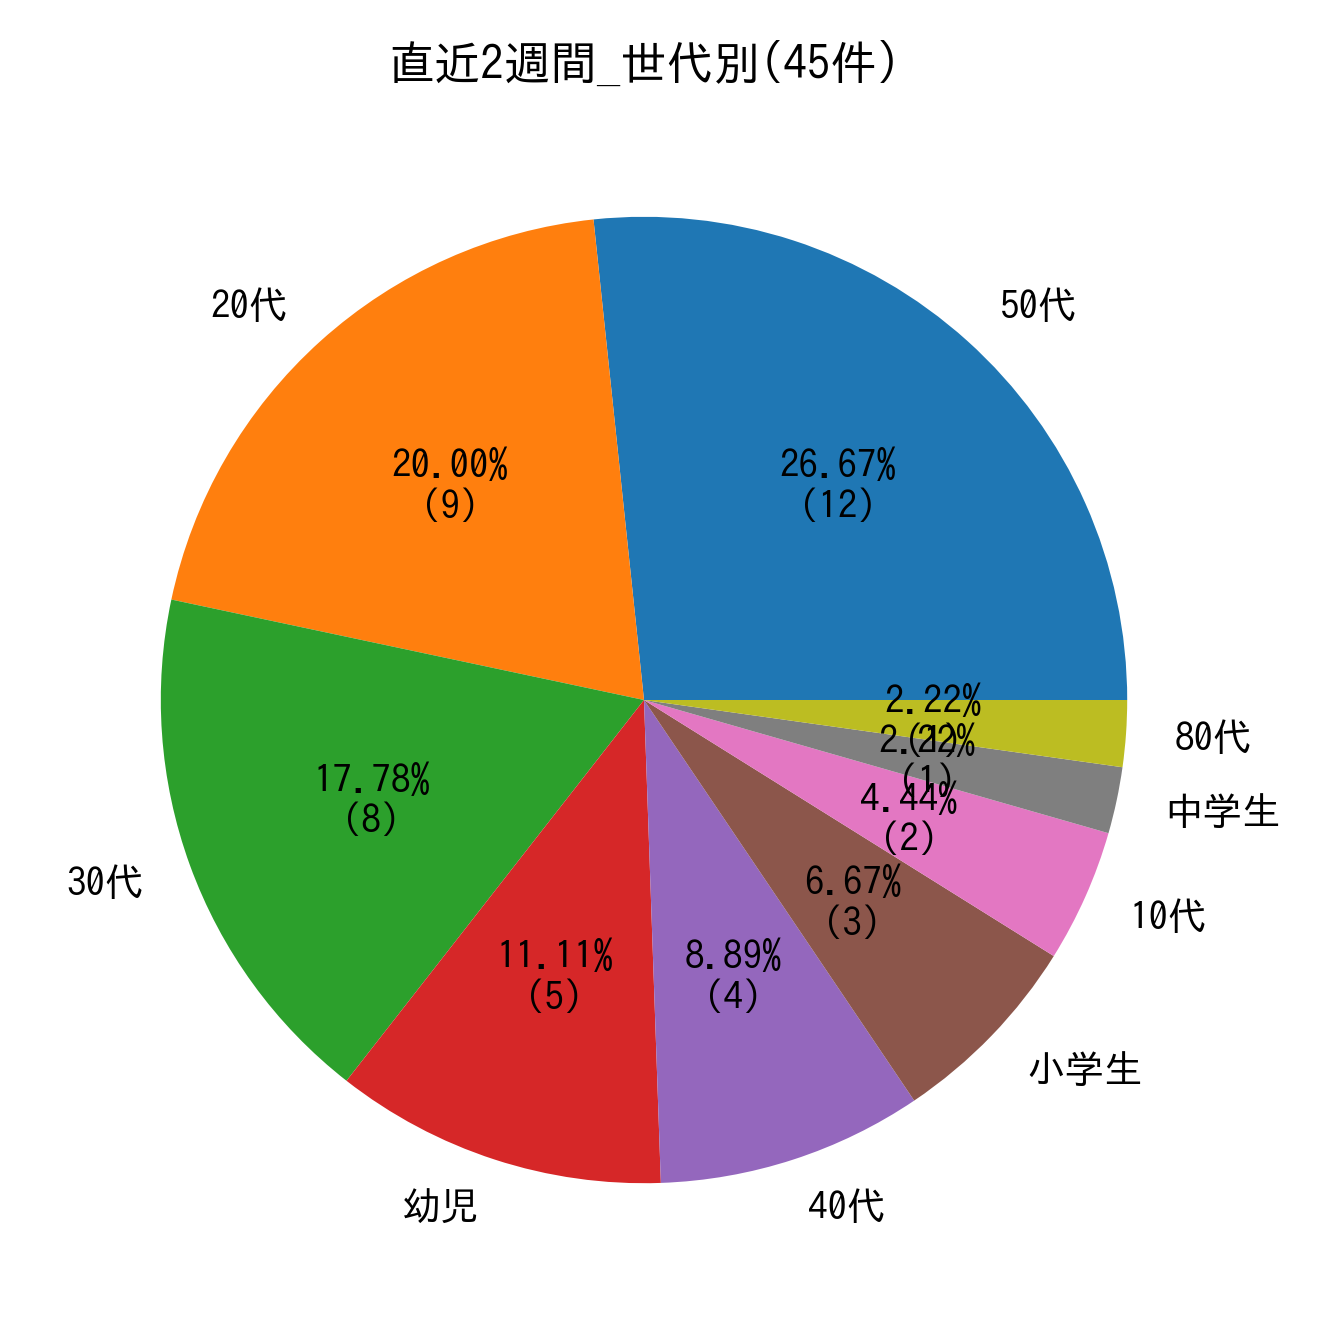 直近2週間_世代別(45件)
50代
26.67%
(12)
20代
20.00%
(9)
30代
17.78%
(8)
幼児
11.11%
(5)
40代
8.89%
(4)
小学生
6.67%
(3)
10代
4.44%
(2)
中学生
2.22%
(1)
80代
2.22%
(1)